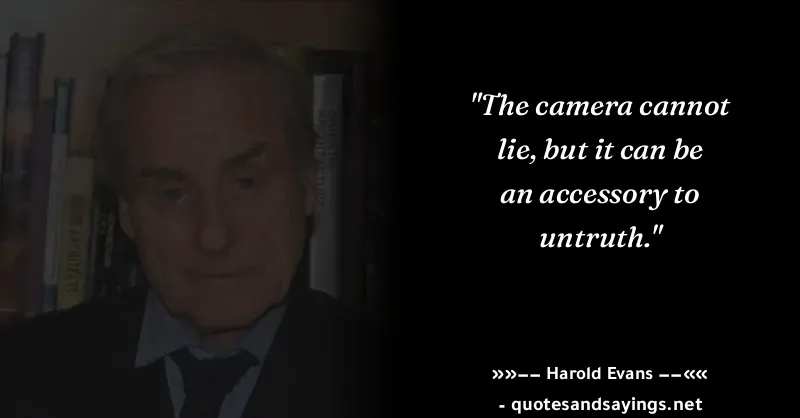 "The camera cannot
lie, but it can be
an accessory to
untruth."
»»–– Harold Evans ––««
- quotesandsayings.net